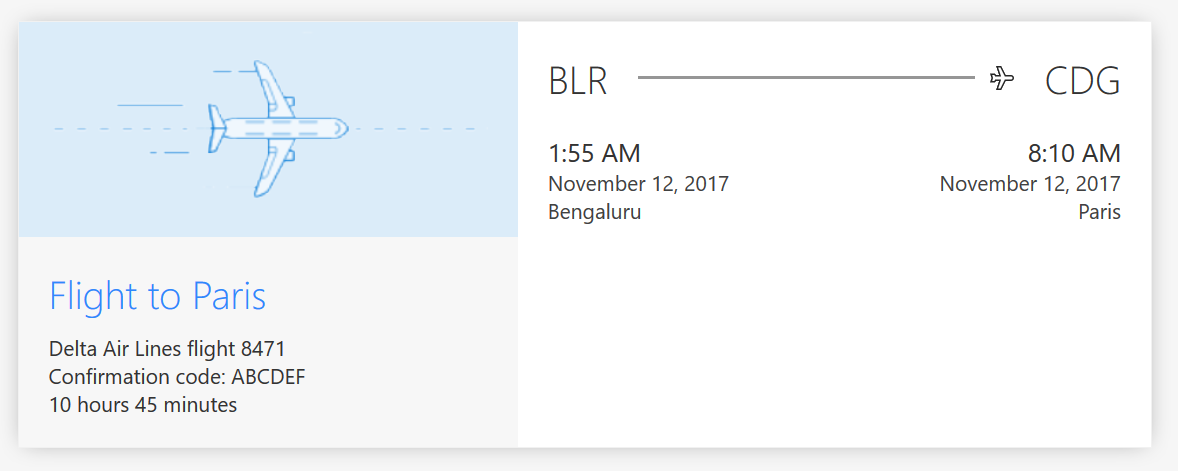 Flight to Paris
Delta Air Lines flight 8471
Confirmation code: ABCDEF
10 hours 45 minutes
BLR CDG
1:55 AM 8:10 AM
November 12, 2017 November 12, 2017
Bengaluru Paris